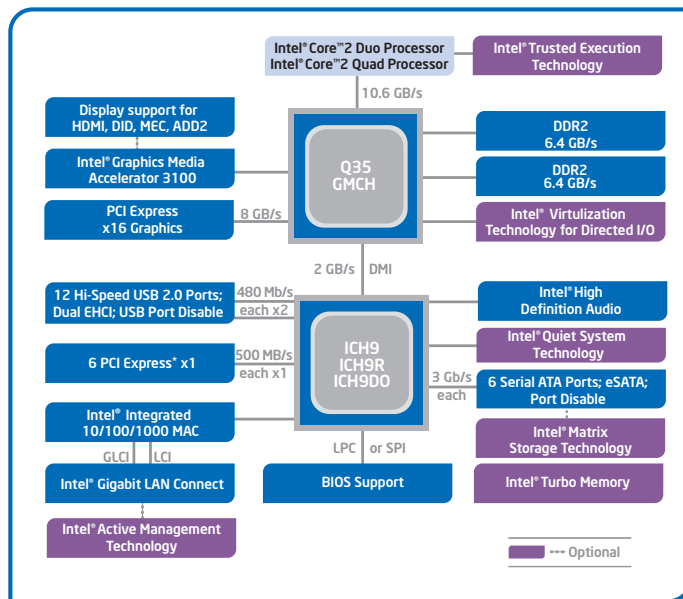 Intel® Core™2 Duo Processor
Intel® Core™2 Quad Processor
Intel® Trusted Execution
Technology
10.6 GB/s
Display support for
HDMI, DID, MEC, ADD2
Intel® Graphics Media
Accelerator 3100
PCI Express
x16 Graphics
8 GB/s
Q35
GMCH
DDR2
6.4 GB/s
DDR2
6.4 GB/s
Intel® Virtulization
Technology for Directed I/O
2 GB/s DMI
12 Hi-Speed USB 2.0 Ports;
Dual EHCI; USB Port Disable
480 Mb/s
each x2
6 PCI Express* x1
500 MB/s
each x1
Intel® Integrated
10/100/1000 MAC
GLCI LCI
Intel® Gigabit LAN Connect
Intel® Active Management
Technology
ICH9
ICH9R
ICH9DO
LPC or SPI
BIOS Support
Intel® High
Definition Audio
Intel® Quiet System
Technology
3 Gb/s
each
6 Serial ATA Ports; eSATA;
Port Disable
Intel® Matrix
Storage Technology
Intel® Turbo Memory
Optional